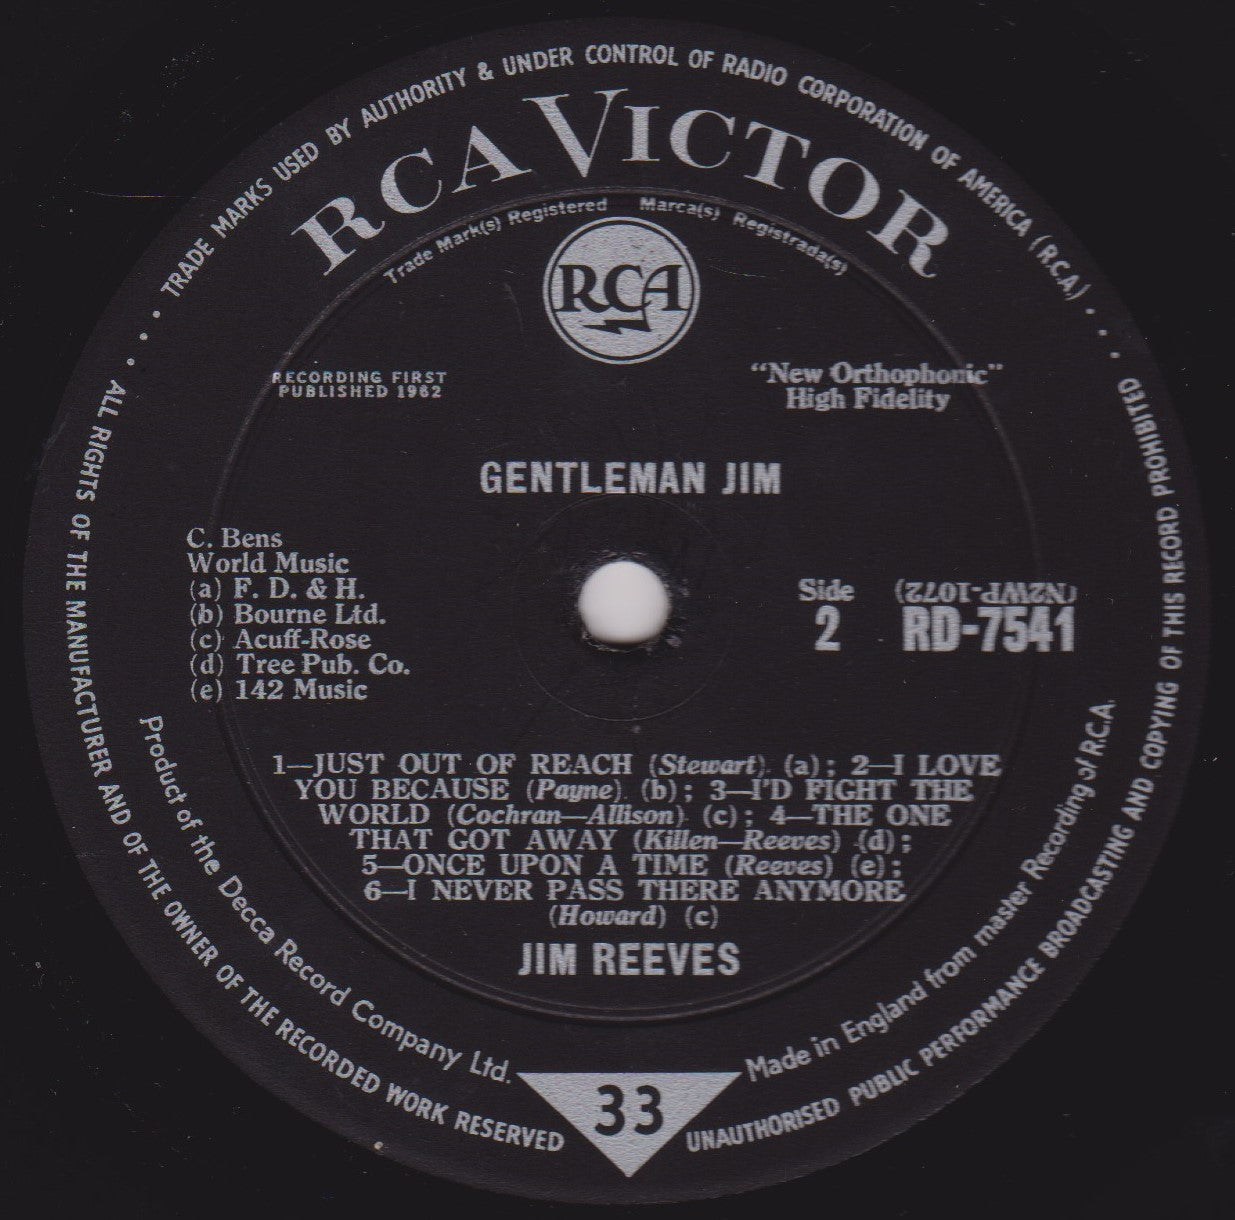 TRADE MARKS USED BY AUTHORITY & UNDER CONTROL OF RADIO CORPORATION OF AMERICA (R.C.A.) . . .
RCA VICTOR
Trade Mark(s) Registered Marca(s) Registrada(s)
RCA
RECORDING FIRST
PUBLISHED 1962
"New Orthophonic"
High Fidelity
GENTLEMAN JIM
C. Bens
World Music
(a) F. D. & H.
(b) Bourne Ltd.
(c) Acuff-Rose
(d) Tree Pub. Co.
(e) 142 Music
Side
2
(N2WP-1072)
RD-7541
1—JUST OUT OF REACH (Stewart) (a); 2—I LOVE
YOU BECAUSE (Payne) (b); 3—I'D FIGHT THE
WORLD (Cochran—Allison) (c); 4—THE ONE
THAT GOT AWAY (Killen—Reeves) (d);
5—ONCE UPON A TIME (Reeves) (e);
6—I NEVER PASS THERE ANYMORE
(Howard) (c)
JIM REEVES
Product of the Decca Record Company Ltd.
33
Made in England from master Recording of R.C.A.
ALL RIGHTS OF THE MANUFACTURER AND OF THE OWNER OF THE RECORDED WORK RESERVED
UNAUTHORISED PUBLIC PERFORMANCE BROADCASTING AND COPYING OF THIS RECORD PROHIBITED